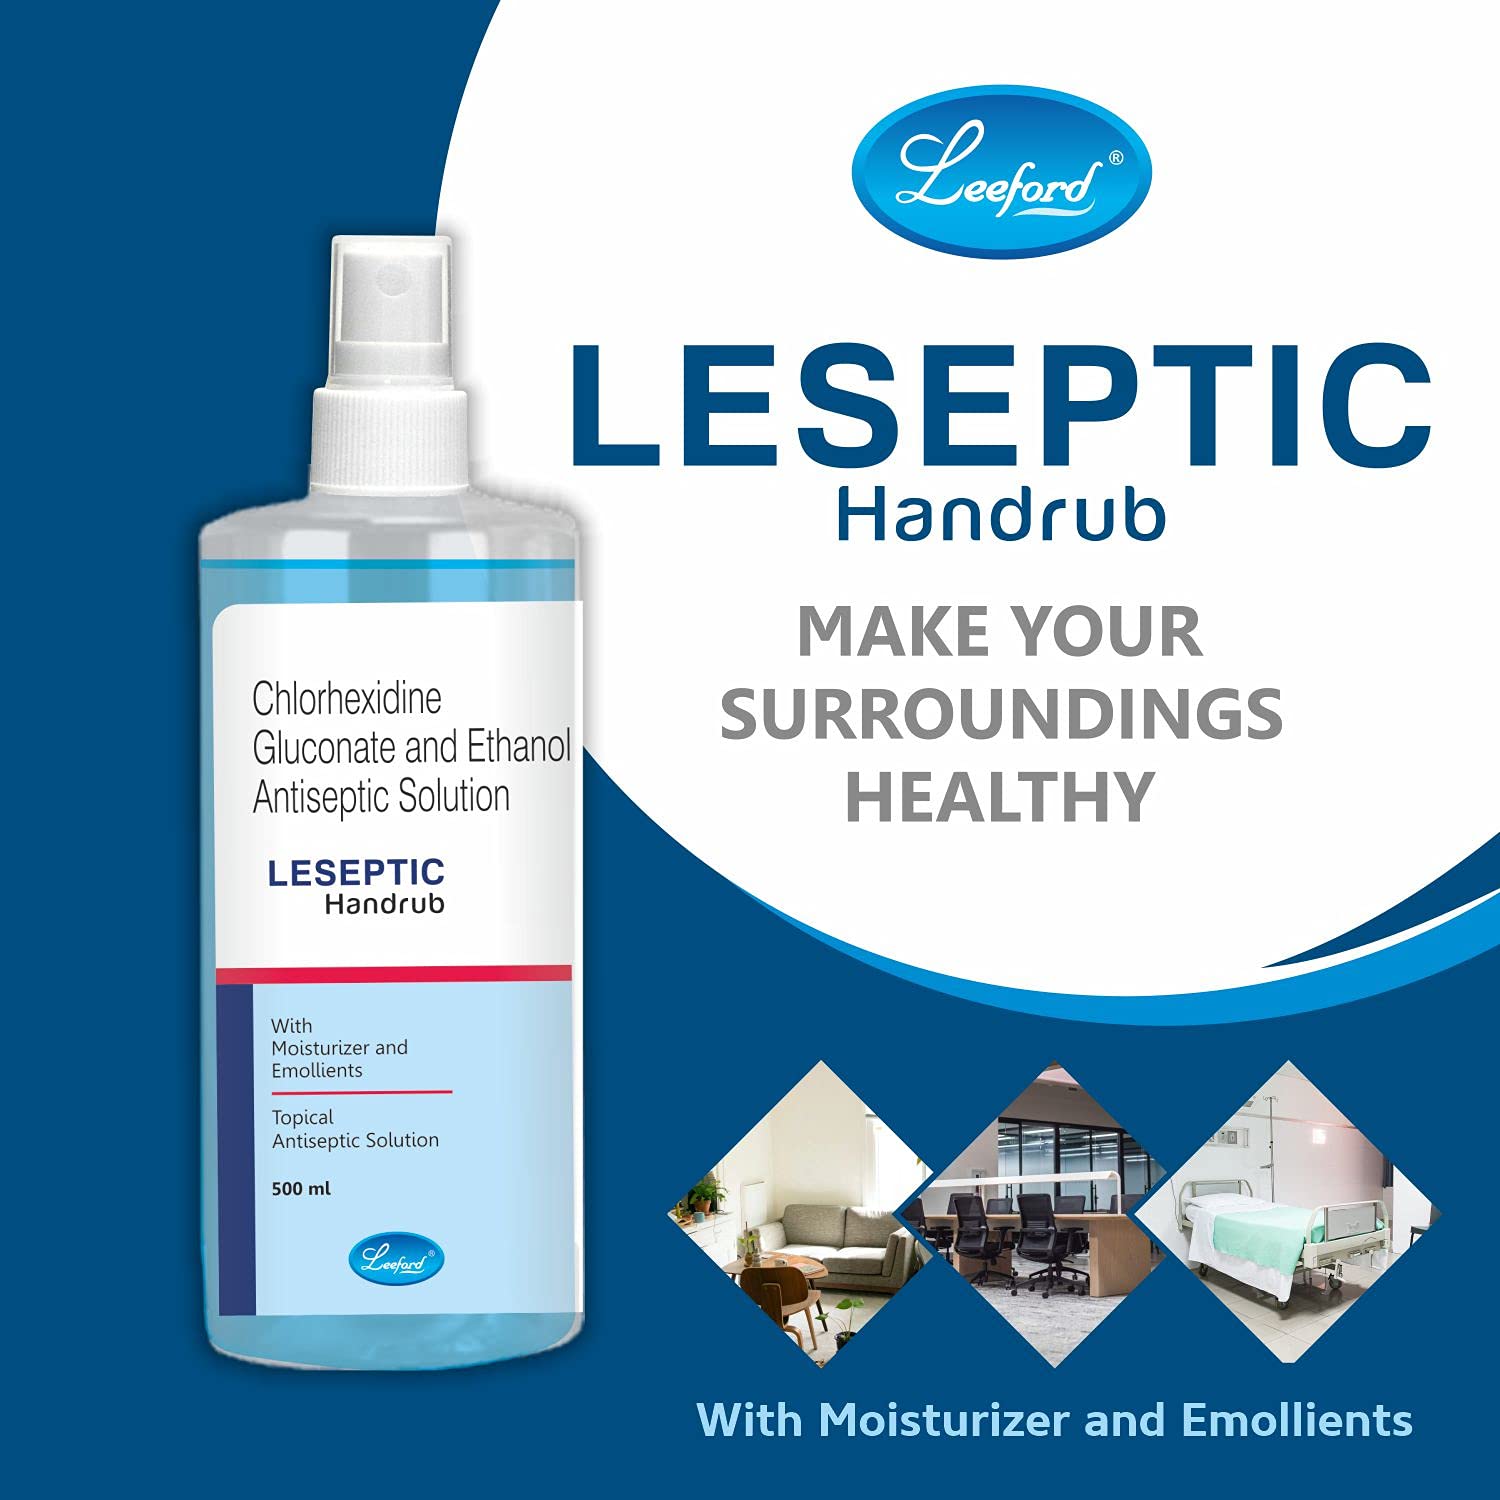 Leeford®
LESEPTIC
Handrub
MAKE YOUR
SURROUNDINGS
HEALTHY
Chlorhexidine
Gluconate and Ethanol
Antiseptic Solution
LESEPTIC
Handrub
With
Moisturizer and
Emollients
Topical
Antiseptic Solution
500 ml
Leeford®
With Moisturizer and Emollients